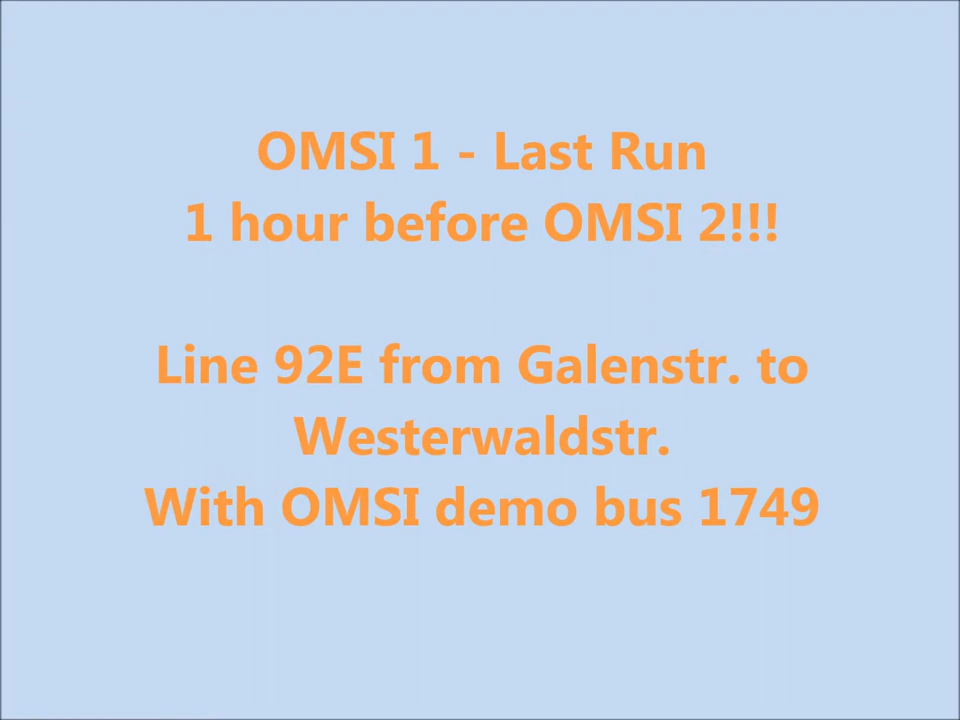 OMSI 1 - Last Run
1 hour before OMSI 2!!!
Line 92E from Galenstr. to
Westerwaldstr.
With OMSI demo bus 1749